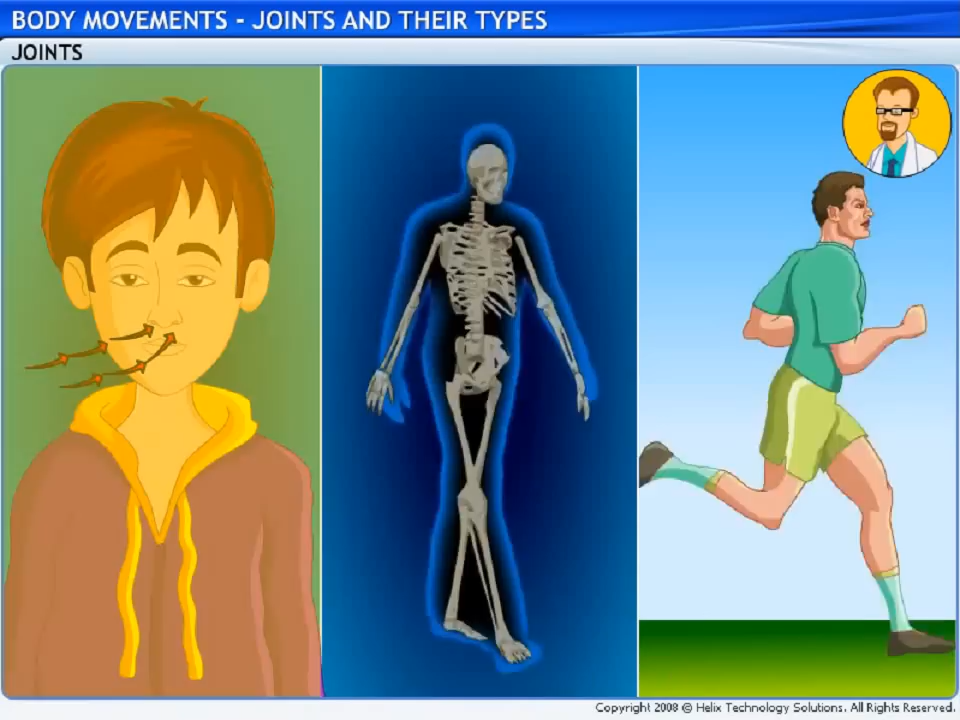 BODY MOVEMENTS - JOINTS AND THEIR TYPES
JOINTS
Copyright 2008 @ Helix Technology Solutions. All Rights Reserved.